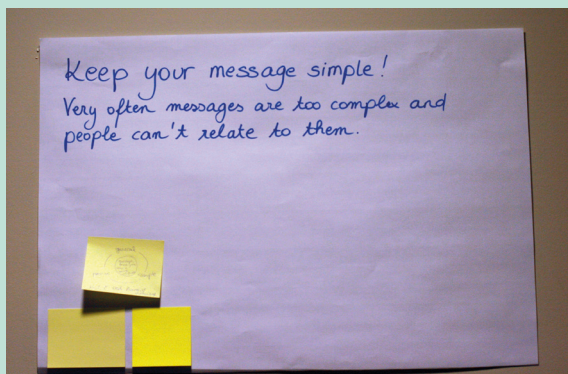 Keep your message simple!
Very often messages are too complex and
people can't relate to them.